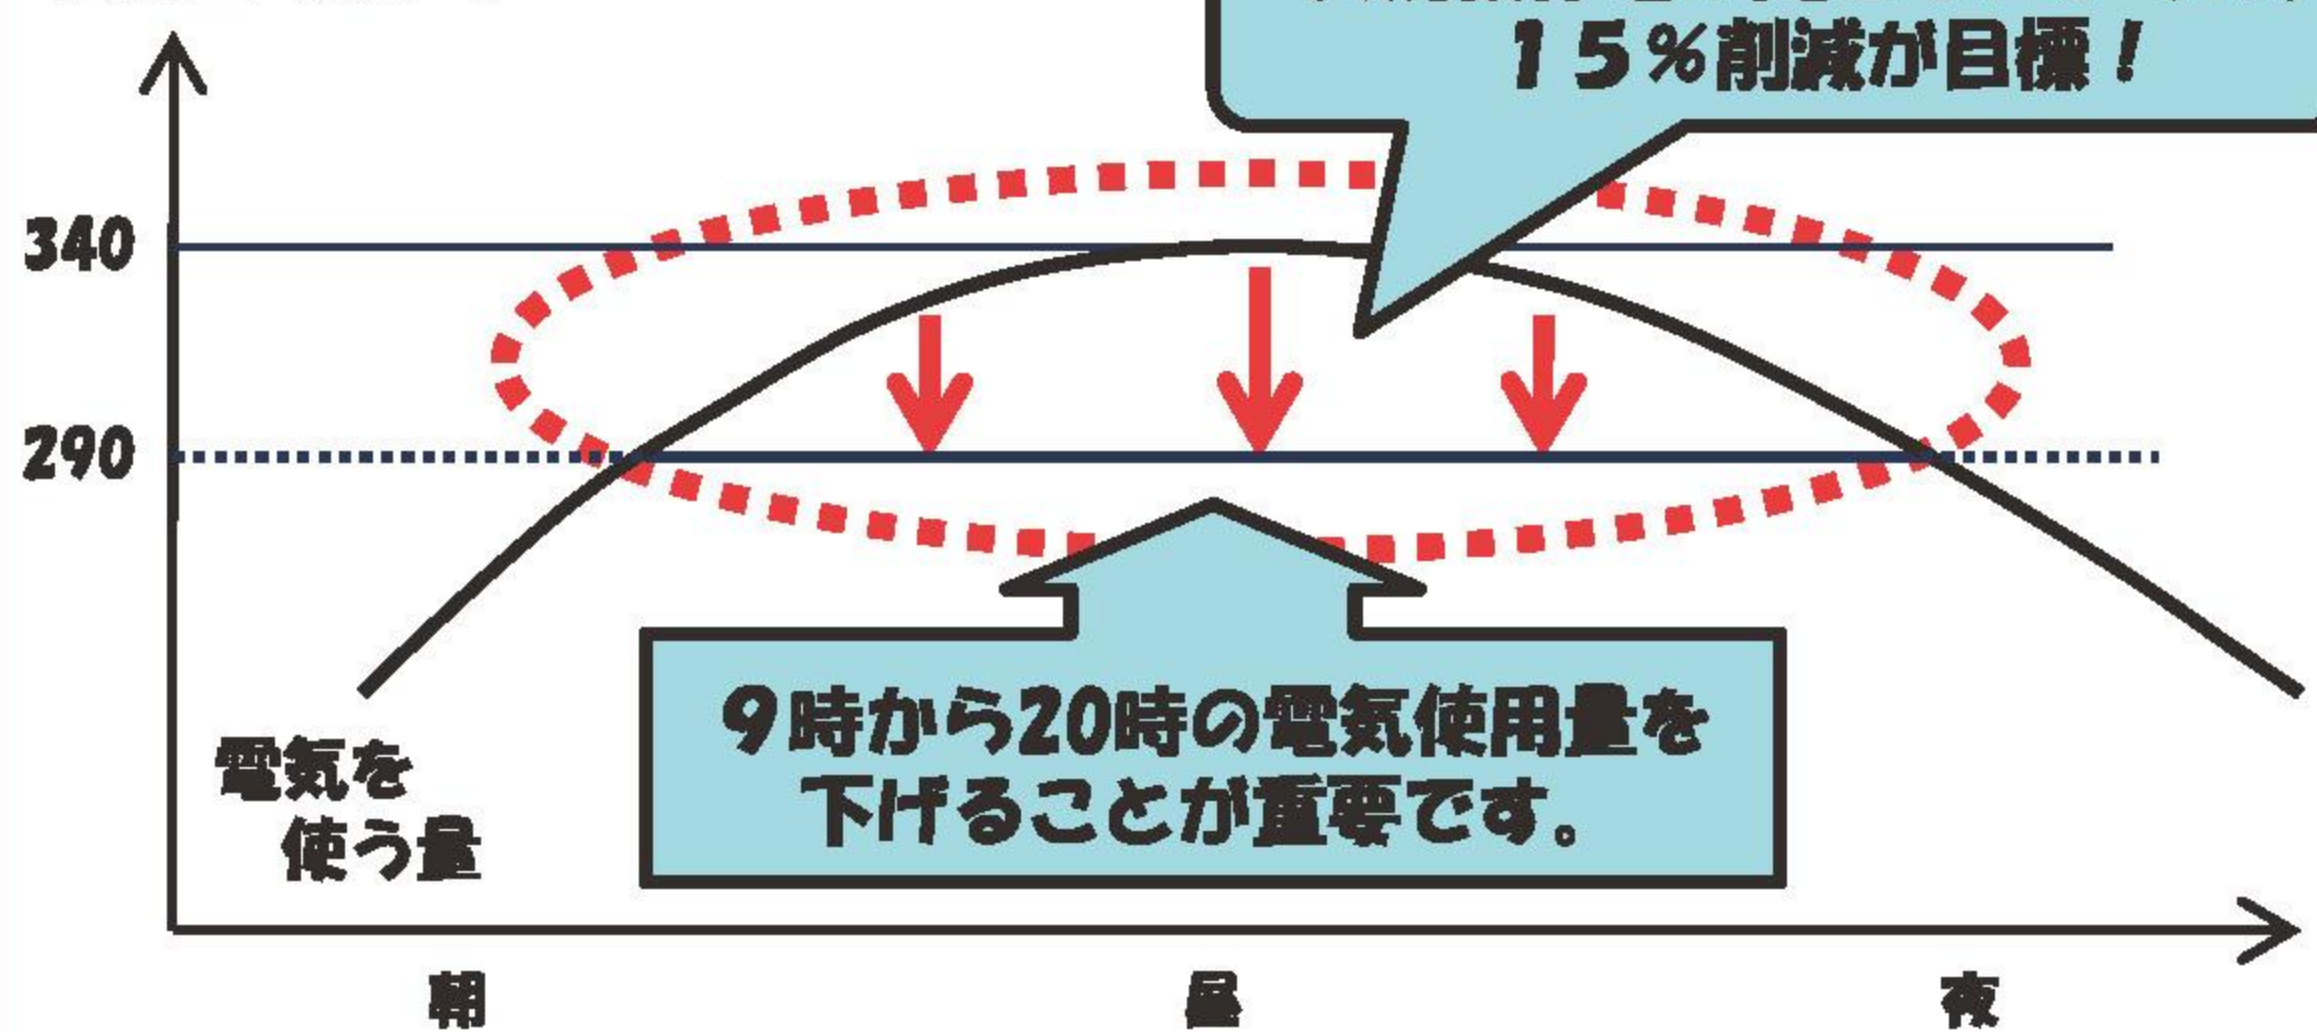 15%削減が目標！
340
290
9時から20時の電気使用量を
下げることが重要です。
電気を
使う量
朝
昼
夜